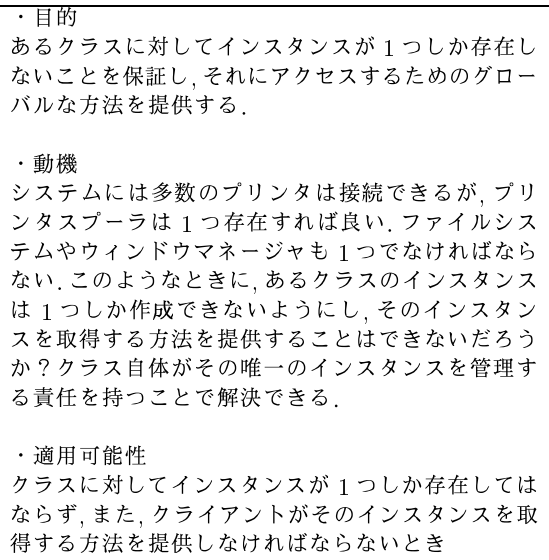 ・目的
あるクラスに対してインスタンスが 1 つしか存在し
ないことを保証し, それにアクセスするためのグロー
バルな方法を提供する.
・動機
システムには多数のプリンタは接続できるが, プリ
ンタスプーラは 1 つ存在すれば良い. ファイルシス
テムやウィンドウマネージャも 1 つでなければなら
ない. このようなときに, あるクラスのインスタンス
は 1 つしか作成できないようにし, そのインスタン
スを取得する方法を提供することはできないだろう
か？クラス自体がその唯一のインスタンスを管理す
る責任を持つことで解決できる.
・適用可能性
クラスに対してインスタンスが 1 つしか存在しては
ならず, また, クライアントがそのインスタンスを取
得する方法を提供しなければならないとき